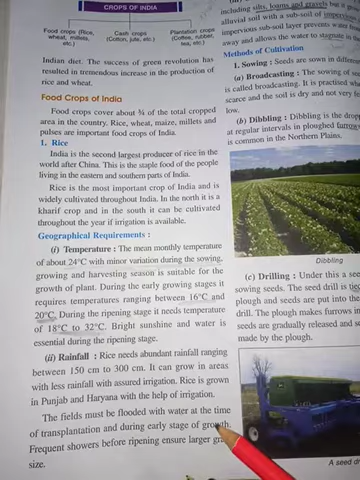 CROPS OF INDIA
Food crops (Rice, wheat, millets, etc.)
Cash crops (Cotton, jute, etc.)
Plantation crops (Coffee, rubber, tea, etc.)
Indian diet. The success of green revolution has
resulted in tremendous increase in the production
of rice and wheat.
Food Crops of India
Food crops cover about ¾ of the total cropped
area in the country. Rice, wheat, maize, millets and
pulses are important food crops of India.
1. Rice
India is the second largest producer of rice in the
world after China. This is the staple food of the people
living in eastern and southern parts of India.
Rice is the most important crop of India and is
widely cultivated throughout India. In the north it is a
kharif crop and in the south it can be cultivated
throughout the year if irrigation is available.
Geographical Requirements :
(i) Temperature : The mean monthly temperature
of about 24°C with minor variation during the sowing,
growing and harvesting season is suitable for the
growth of plant. During the early growing stages it
requires temperatures ranging between 16°C and
20°C. During the ripening stage it needs temperature
of 18°C to 32°C. Bright sunshine and water is
essential during the ripening stage.
(ii) Rainfall : Rice needs abundant rainfall ranging
between 150 cm to 300 cm. It can grow in areas
with less rainfall with assured irrigation. Rice is grown
in Punjab and Haryana with the help of irrigation.
The fields must be flooded with water at the time
of transplantation and during early stage of growth.
Frequent showers before ripening ensure larger
size.
including silts, loams and gravels but it
alluvial soil with a sub-soil of
impervious sub-soil layer prevents water from
away and allows the water to stagnate in
Methods of Cultivation
1. Sowing : Seeds are sown in different
(a) Broadcasting : The sowing of
is called broadcasting. It is practised
scarce and the soil is dry and not very
low.
(b) Dibbling : Dibbling is the
at regular intervals in ploughed
is common in the Northern Plains.
Dibbling
(c) Drilling : Under this a
sowing seeds. The seed drill is
plough and seeds are put into the
drill. The plough makes furrows in
seeds are gradually released and
made by the plough.
A seed